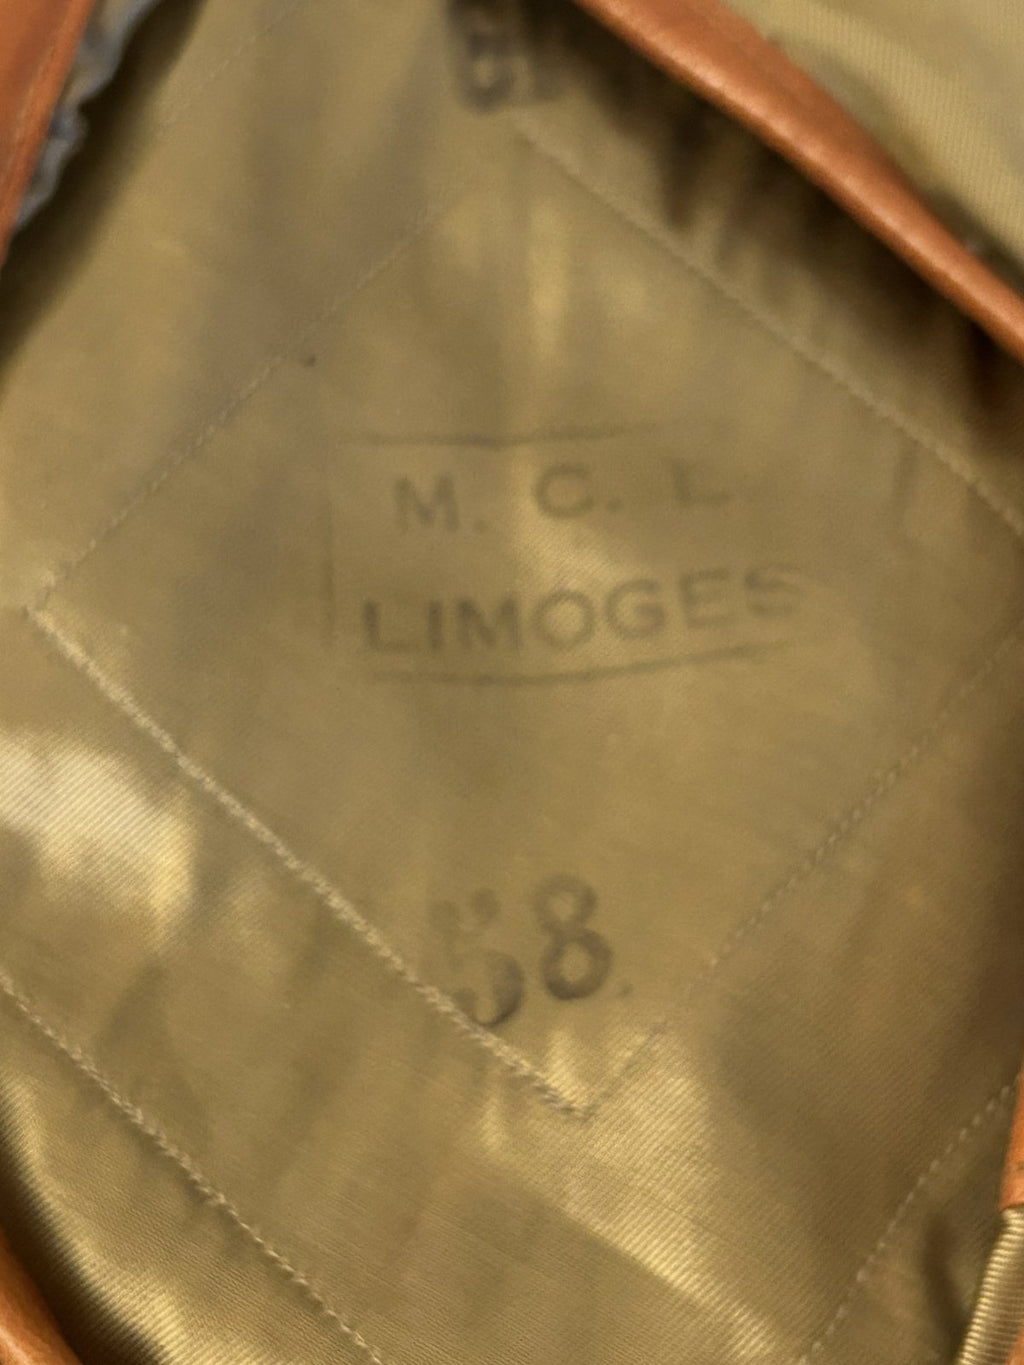 B
M. C. L
LIMOGES
58